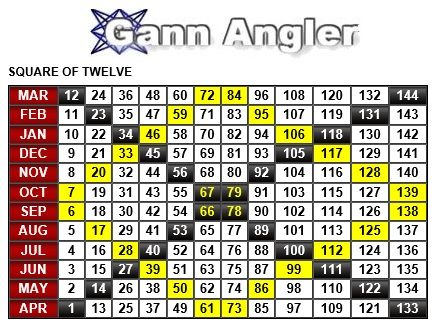 Gann Angler
SQUARE OF TWELVE
MAR 12 24 36 48 60 72 84 96 108 120 132 144
FEB 11 23 35 47 59 71 83 95 107 119 131 143
JAN 10 22 34 46 58 70 82 94 106 118 130 142
DEC 9 21 33 45 57 69 81 93 105 117 129 141
NOV 8 20 32 44 56 68 80 92 104 116 128 140
OCT 7 19 31 43 55 67 79 91 103 115 127 139
SEP 6 18 30 42 54 66 78 90 102 114 126 138
AUG 5 17 29 41 53 65 77 89 101 113 125 137
JUL 4 16 28 40 52 64 76 88 100 112 124 136
JUN 3 15 27 39 51 63 75 87 99 111 123 135
MAY 2 14 26 38 50 62 74 86 98 110 122 134
APR 1 13 25 37 49 61 73 85 97 109 121 133